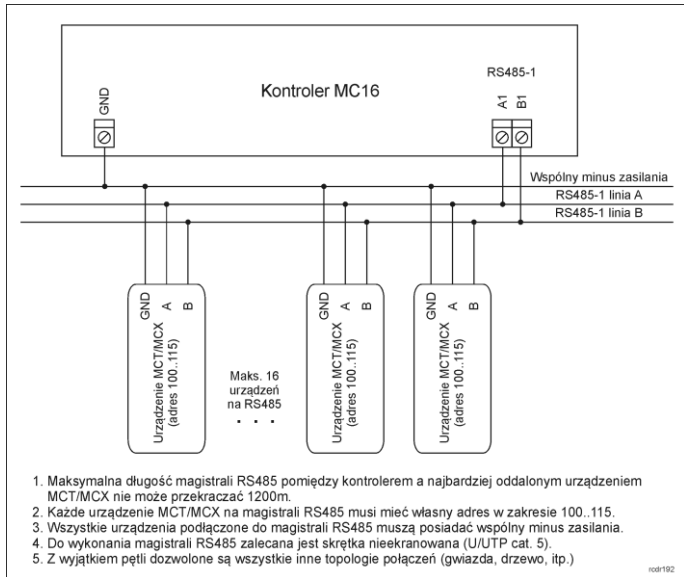 Kontroler MC16
RS485-1
GND
A1
B1
Wspólny minus zasilania
RS485-1 linia A
RS485-1 linia B
GND
A
B
Urządzenie MCT/MCX
(adres 100..115)
Maks. 16
urządzeń
na RS485
. . .
GND
A
B
Urządzenie MCT/MCX
(adres 100..115)
GND
A
B
Urządzenie MCT/MCX
(adres 100..115)
1. Maksymalna długość magistrali RS485 pomiędzy kontrolerem a najbardziej oddalonym urządzeniem
MCT/MCX nie może przekraczać 1200m.
2. Każde urządzenie MCT/MCX na magistrali RS485 musi mieć własny adres w zakresie 100..115.
3. Wszystkie urządzenia podłączone do magistrali RS485 muszą posiadać wspólny minus zasilania.
4. Do wykonania magistrali RS485 zalecana jest skrętka nieekranowana (U/UTP cat. 5).
5. Z wyjątkiem pętli dozwolone są wszystkie inne topologie połączeń (gwiazda, drzewo, itp.)
rcdr192